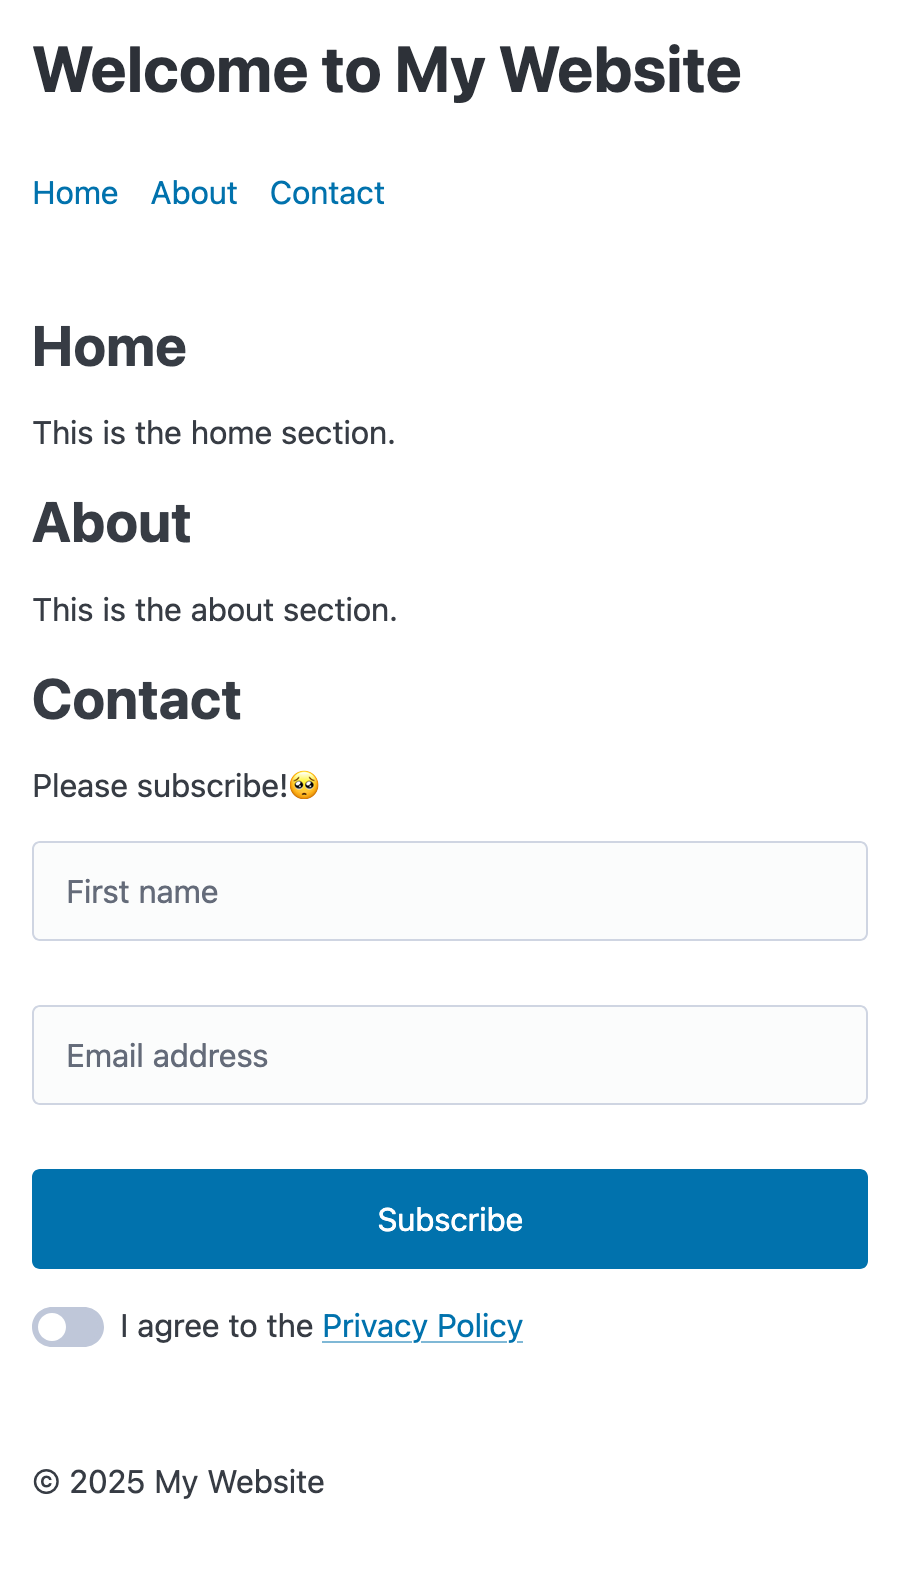 Welcome to My Website
Home About Contact
Home
This is the home section.
About
This is the about section.
Contact
Please subscribe!🥺
First name
Email address
Subscribe
I agree to the Privacy Policy
© 2025 My Website